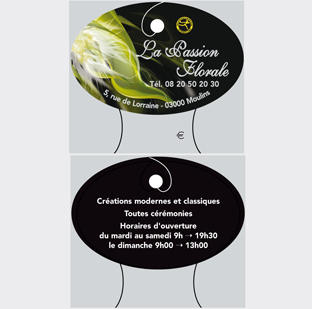 La Passion
Florale
Tél. 08 20 50 20 30
5, rue de Lorraine - 03000 Moulins
€
Créations modernes et classiques
Toutes cérémonies
Horaires d'ouverture
du mardi au samedi 9h → 19h30
le dimanche 9h00 → 13h00